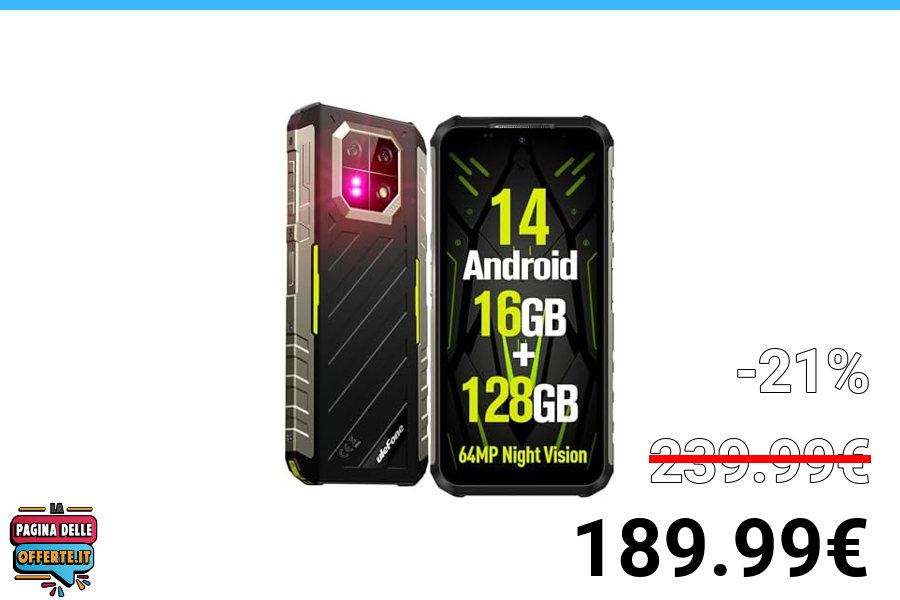 14
Android
16GB
+
128GB
64MP Night Vision
ulefone
-21%
239.99€
189.99€
LA
PAGINA DELLE
OFFERTE.IT